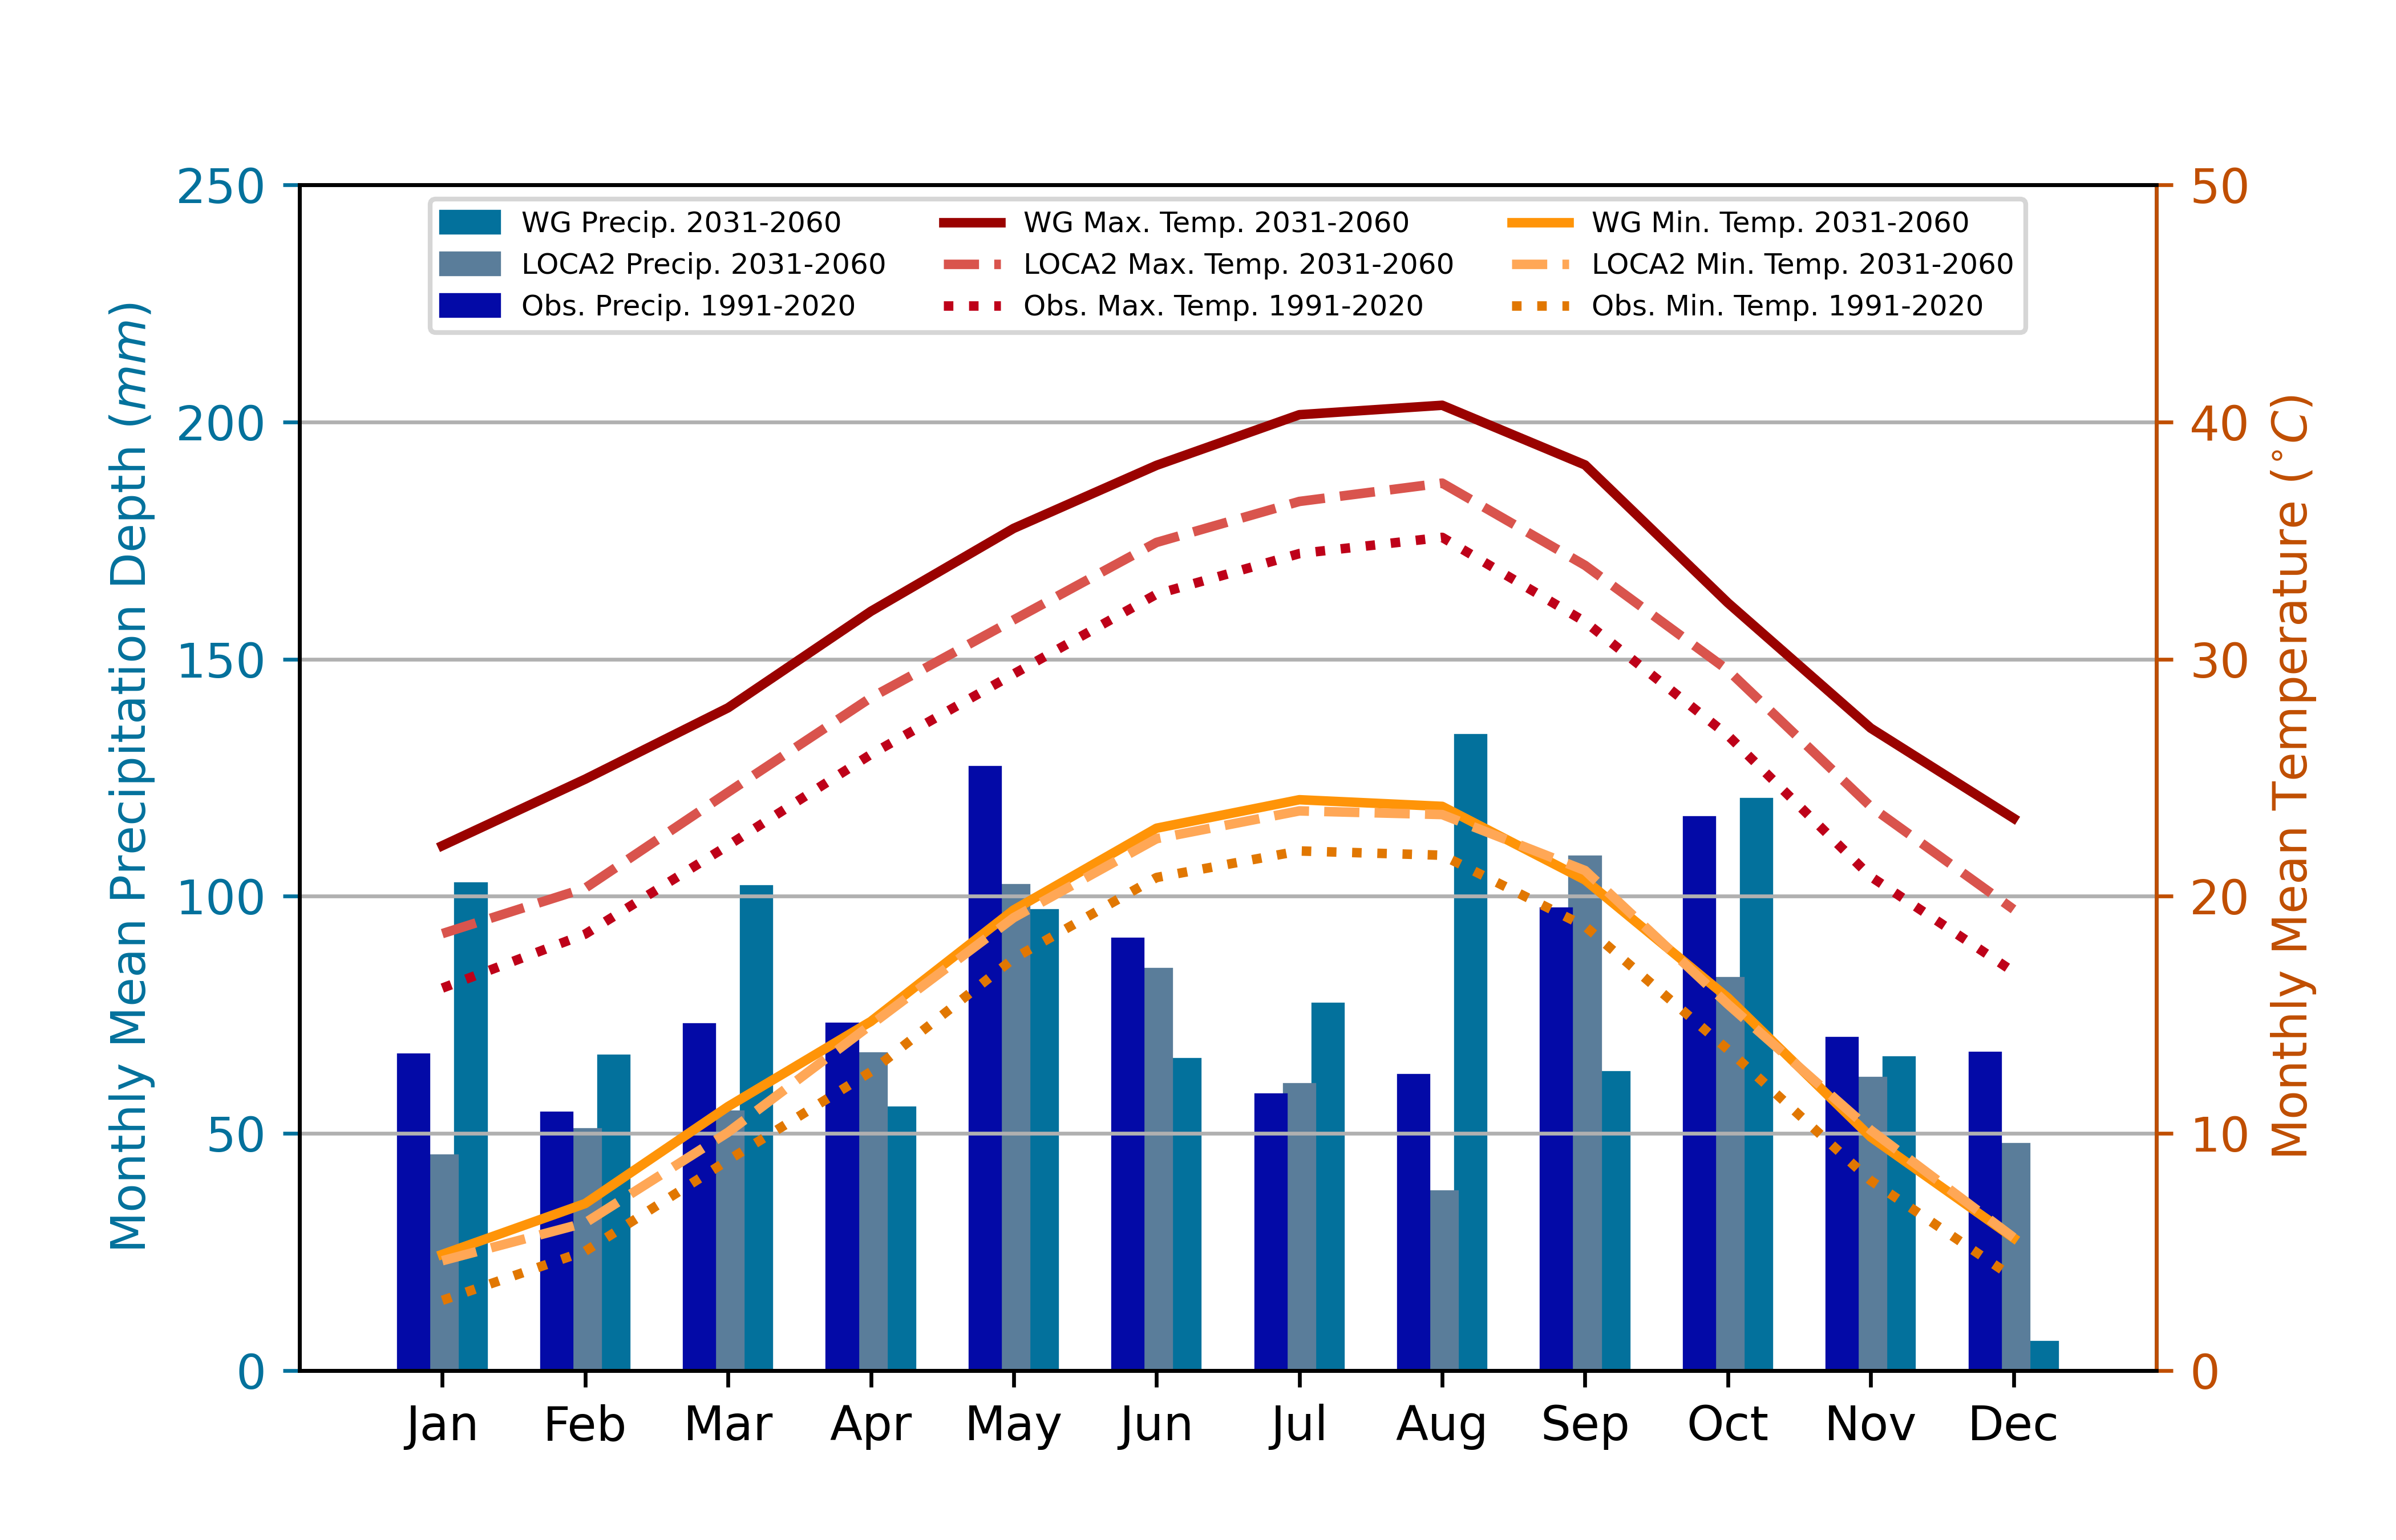 250
200
150
100
50
0
Monthly Mean Precipitation Depth (mm)
WG Precip. 2031-2060
LOCA2 Precip. 2031-2060
Obs. Precip. 1991-2020
WG Max. Temp. 2031-2060
LOCA2 Max. Temp. 2031-2060
Obs. Max. Temp. 1991-2020
WG Min. Temp. 2031-2060
LOCA2 Min. Temp. 2031-2060
Obs. Min. Temp. 1991-2020
50
40
30
20
10
0
Monthly Mean Temperature (°C)
Jan Feb Mar Apr May Jun Jul Aug Sep Oct Nov Dec